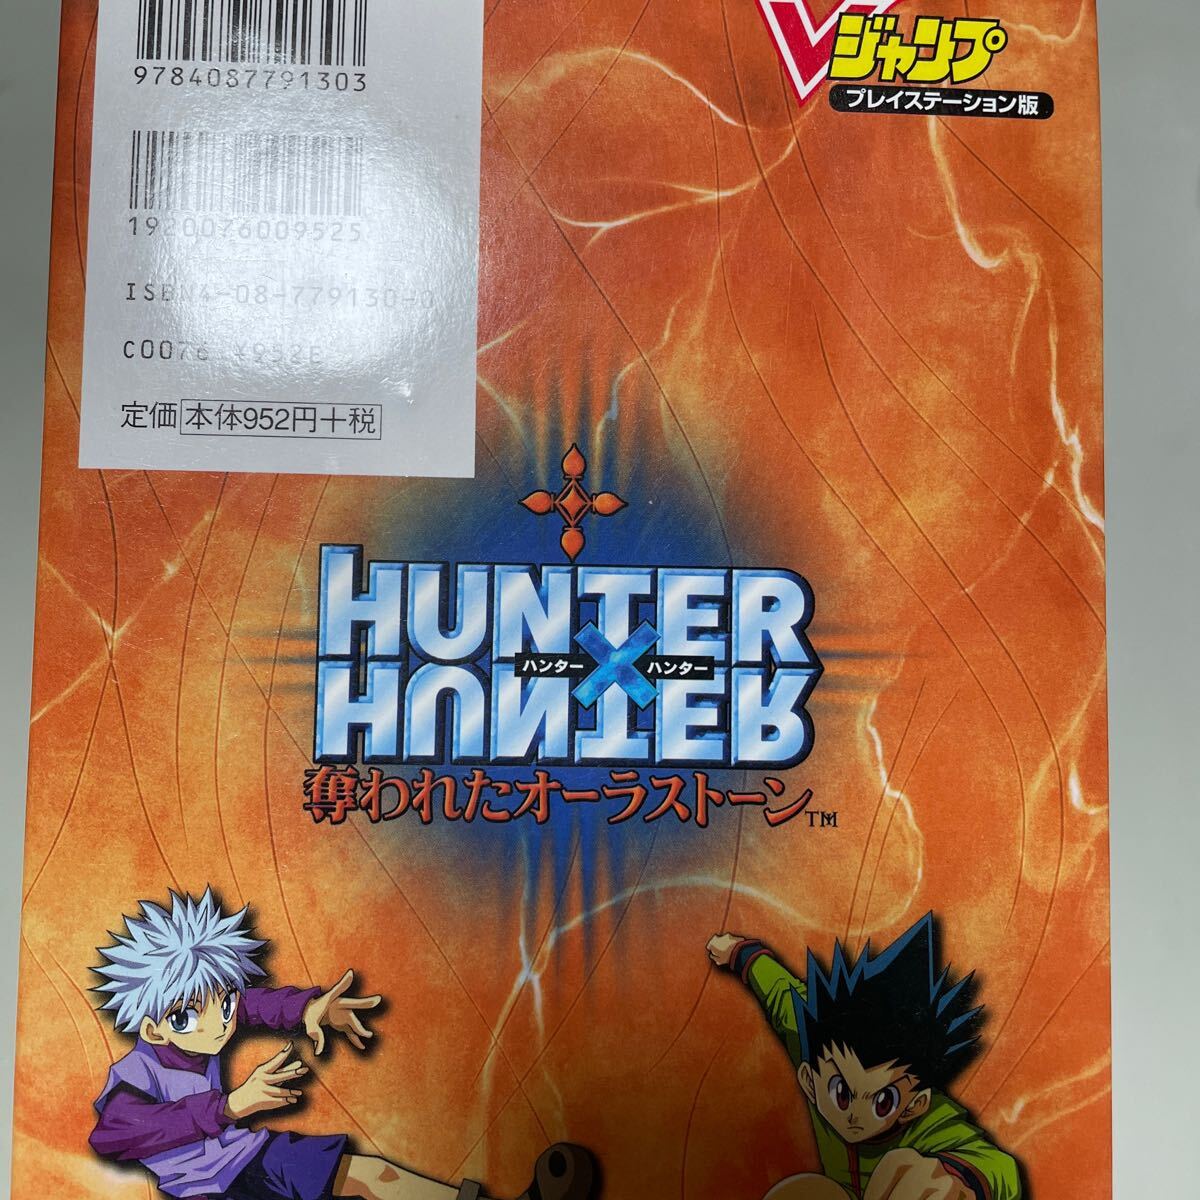 9784087791303
1920076009525
ISBN4-08-779130-0
C0076 ¥952E
定価 本体952円+税
Vジャンプ
プレイステーション版
HUNTER
ハンター × ハンター
HUNTER
奪われたオーラストーン™